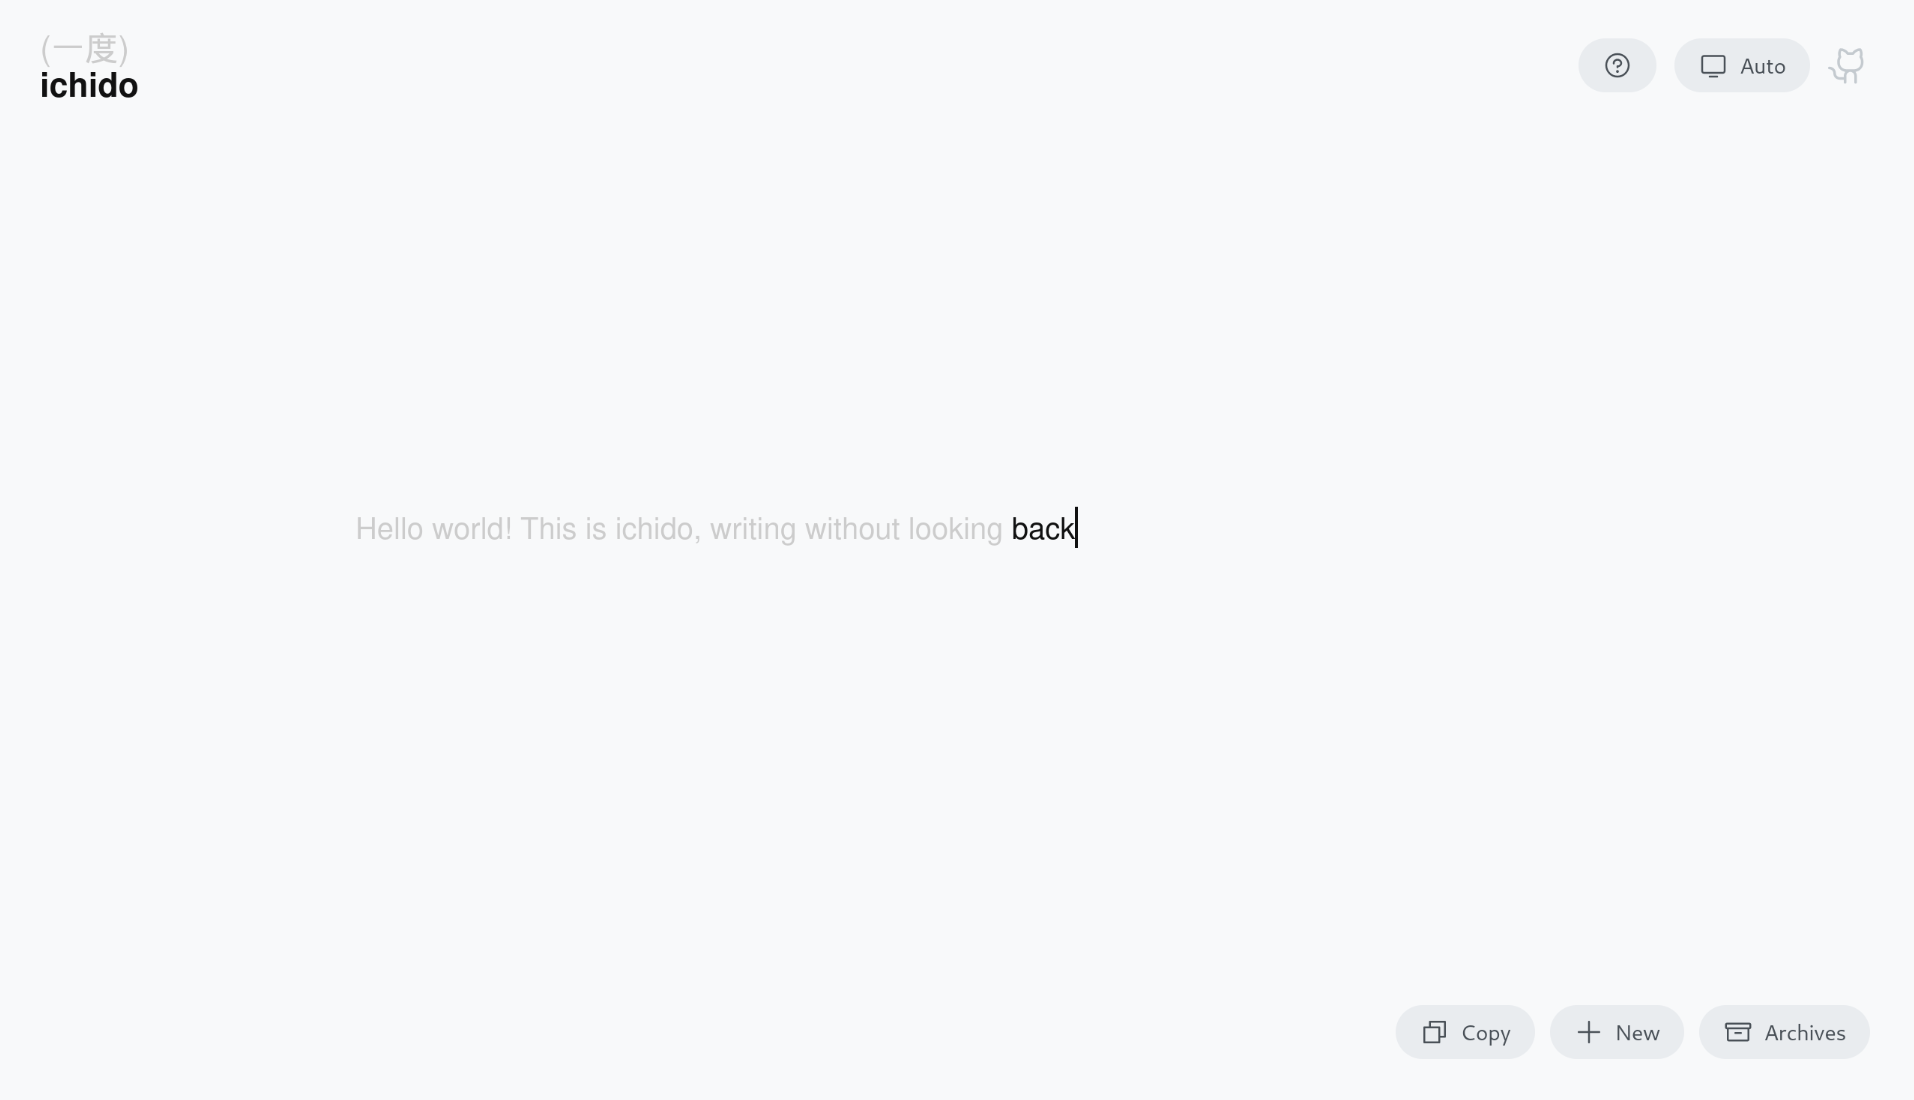 (一度)
ichido
Auto
Hello world! This is ichido, writing without looking back
Copy
New
Archives